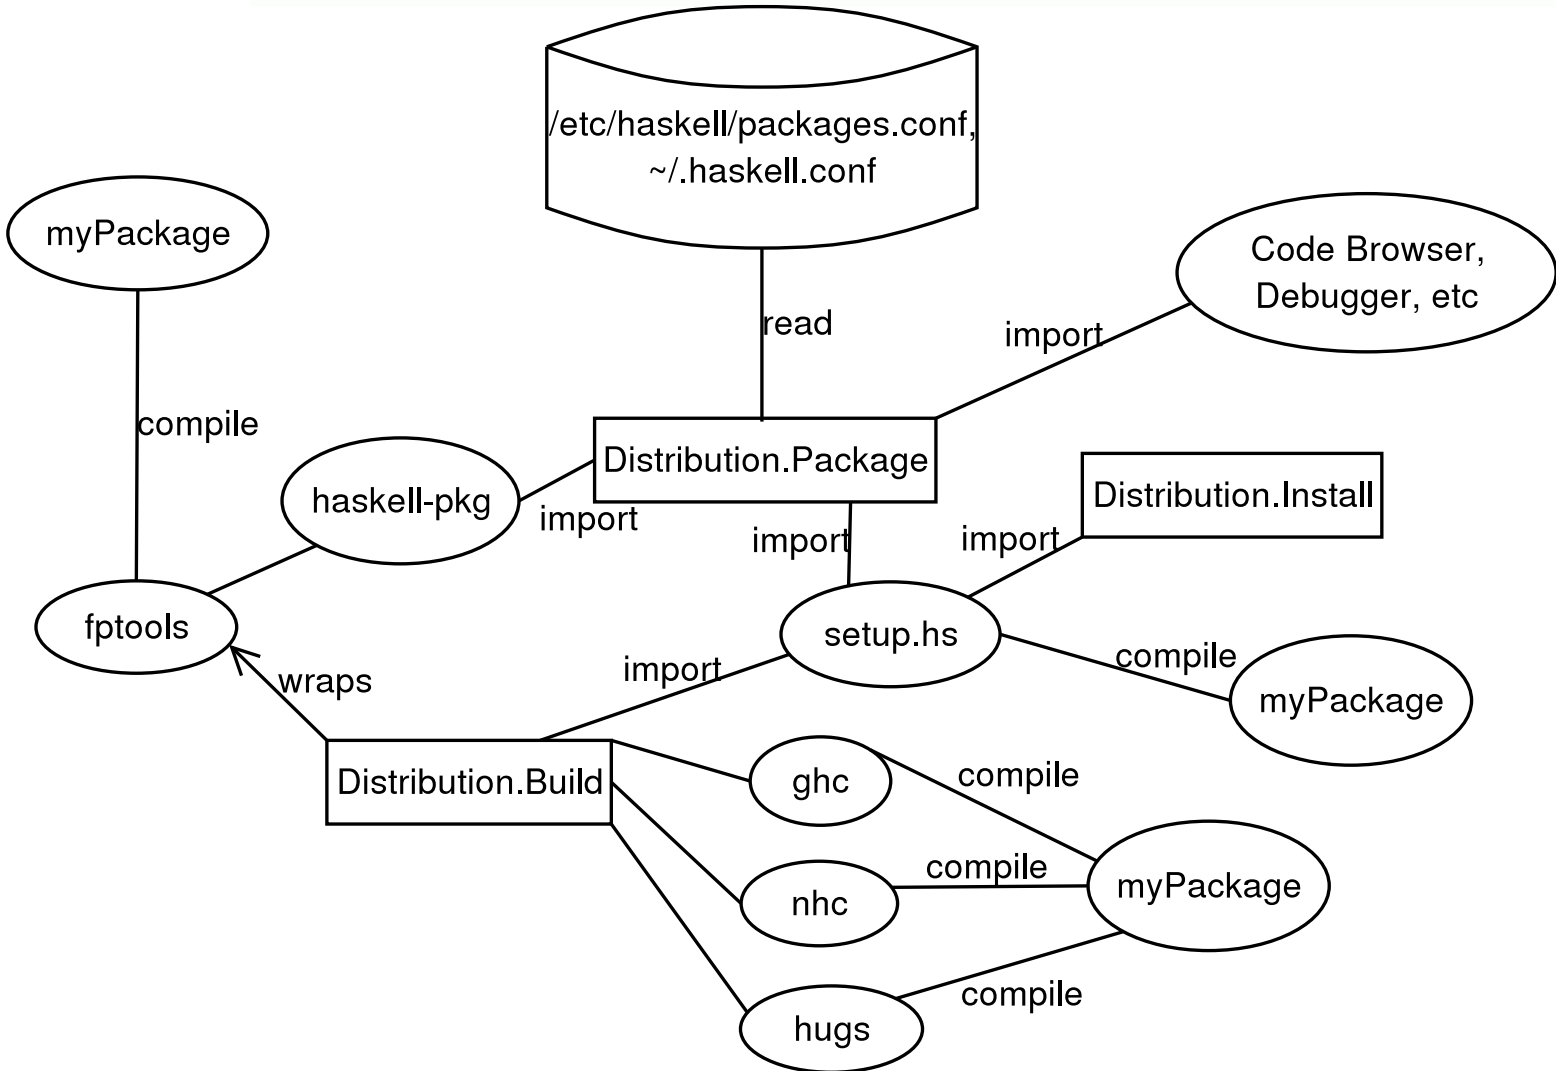 /etc/haskell/packages.conf,
~/.haskell.conf
myPackage
Code Browser,
Debugger, etc
read
import
compile
Distribution.Package
haskell-pkg
import
Distribution.Install
import
import
fptools
setup.hs
wraps
import
compile
myPackage
Distribution.Build
ghc
compile
nhc
compile
myPackage
hugs
compile